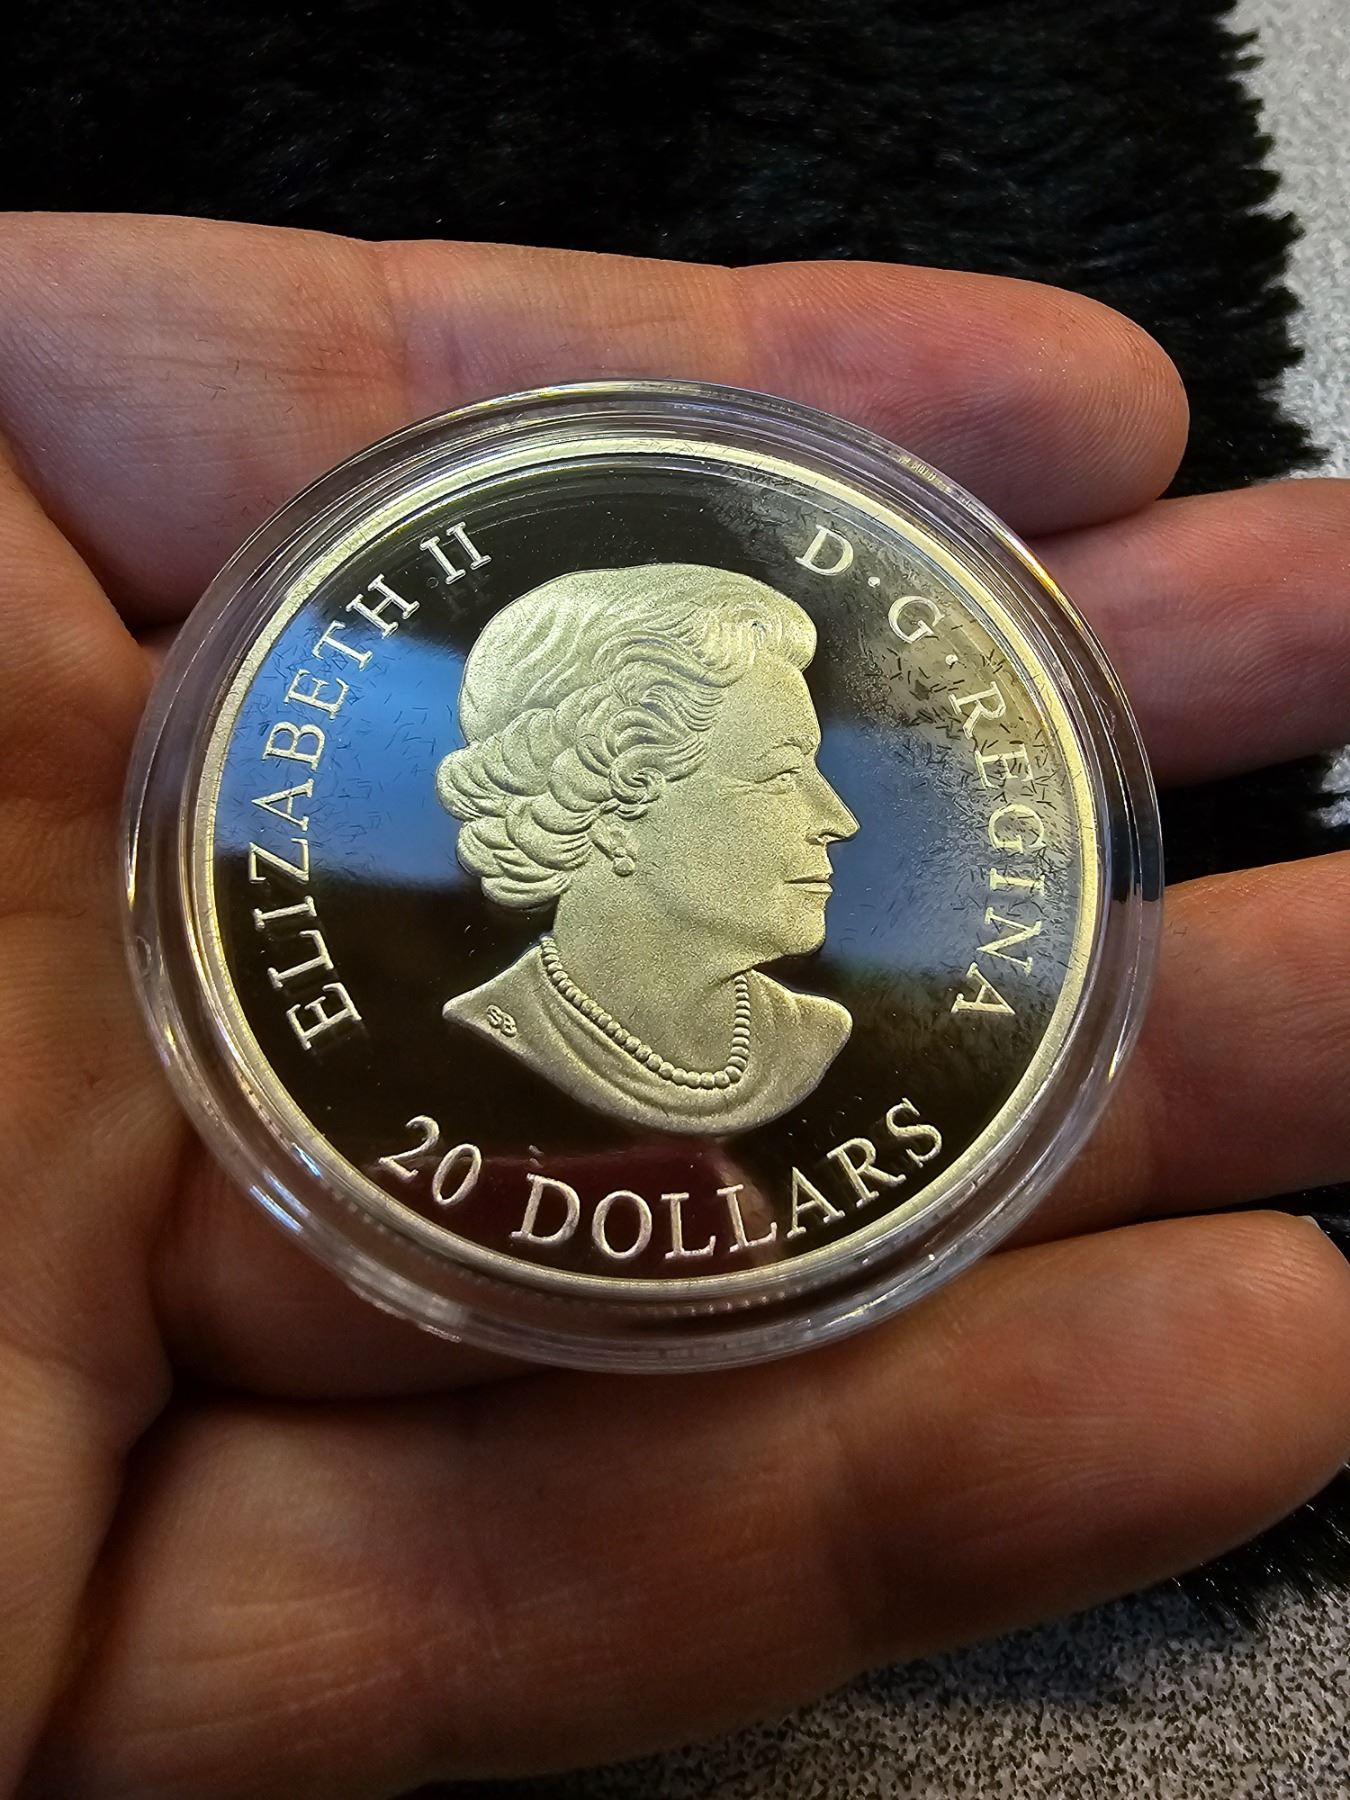 ELIZABETH II
D·G·REGINA
20 DOLLARS
SB